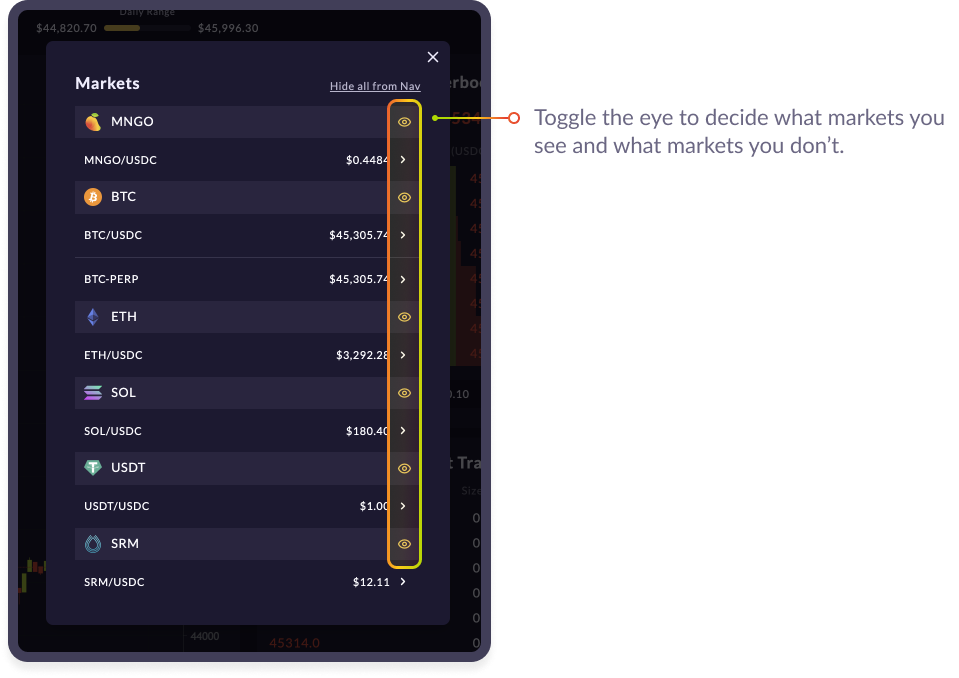 Daily Range
$44,820.70 $45,996.30
Markets
Hide all from Nav
MNGO
MNGO/USDC $0.4484
BTC
BTC/USDC $45,305.74
BTC-PERP $45,305.74
ETH
ETH/USDC $3,292.28
SOL
SOL/USDC $180.40
USDT
USDT/USDC $1.00
SRM
SRM/USDC $12.11
44000
45314.0
Toggle the eye to decide what markets you
see and what markets you don’t.